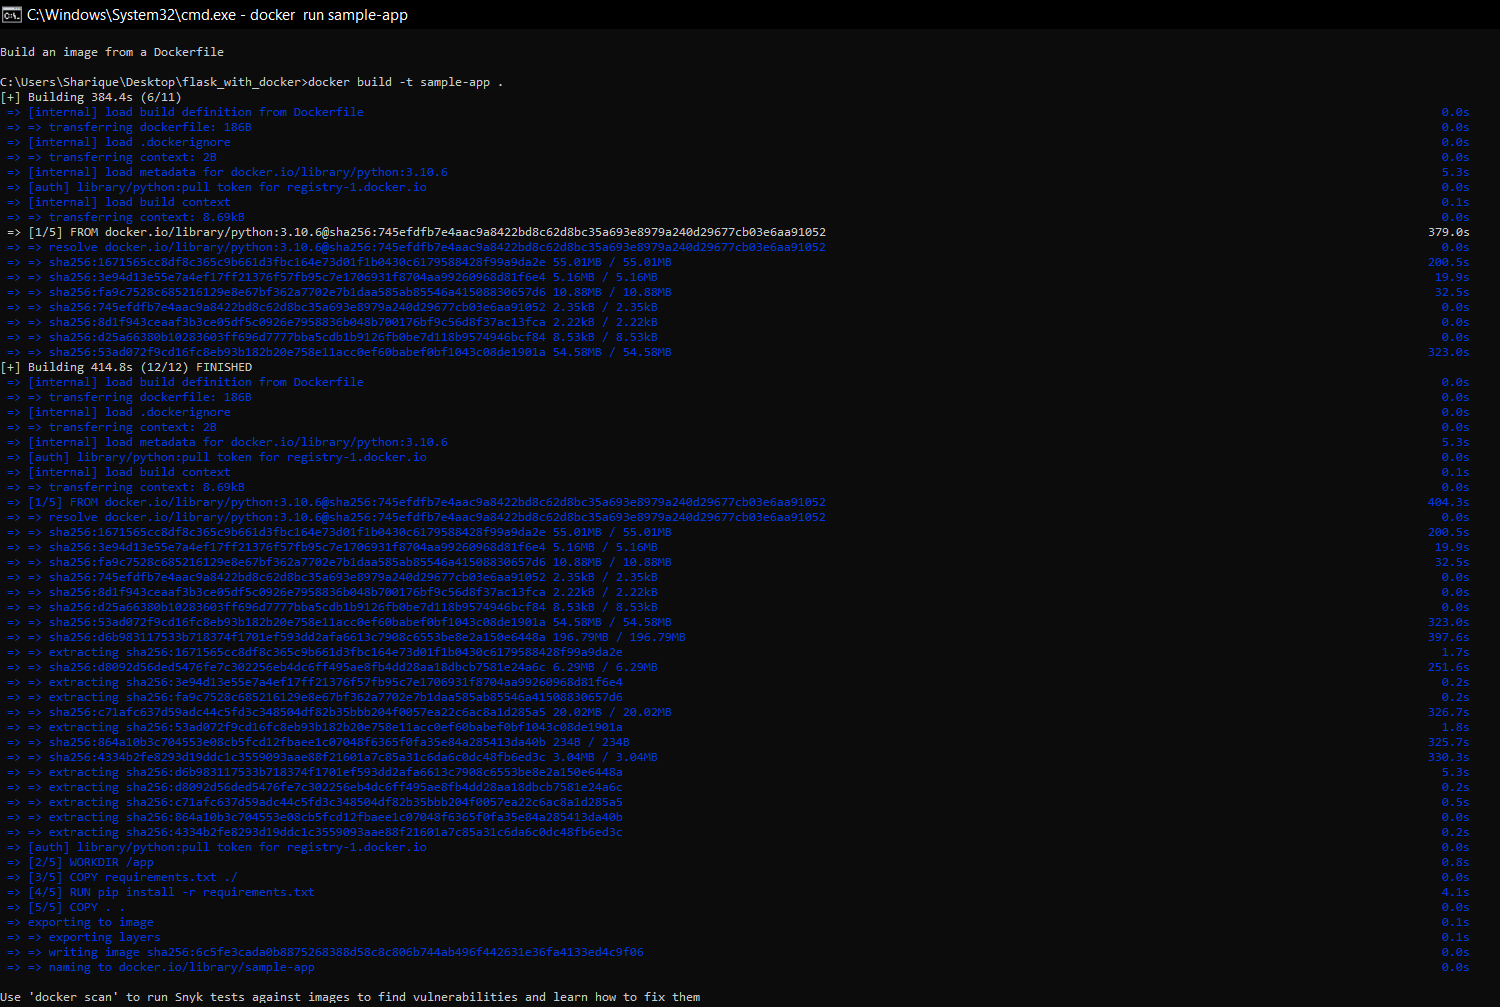 C:\Windows\System32\cmd.exe - docker  run sample-app
Build an image from a Dockerfile
C:\Users\Sharique\Desktop\flask_with_docker>docker build -t sample-app .
[+] Building 384.4s (6/11)
=> [internal] load build definition from Dockerfile 0.0s
=> => transferring dockerfile: 186B 0.0s
=> [internal] load .dockerignore 0.0s
=> => transferring context: 2B 0.0s
=> [internal] load metadata for docker.io/library/python:3.10.6 5.3s
=> [auth] library/python:pull token for registry-1.docker.io 0.0s
=> [internal] load build context 0.1s
=> => transferring context: 8.69kB 0.0s
=> [1/5] FROM docker.io/library/python:3.10.6@sha256:745efdfb7e4aac9a8422bd8c62d8bc35a693e8979a240d29677cb03e6aa91052 379.0s
=> => resolve docker.io/library/python:3.10.6@sha256:745efdfb7e4aac9a8422bd8c62d8bc35a693e8979a240d29677cb03e6aa91052 0.0s
=> => sha256:1671565cc8df8c365c9b661d3fbc164e73d01f1b0430c6179588428f99a9da2e 55.01MB / 55.01MB 200.5s
=> => sha256:3e94d13e55e7a4ef17ff21376f57fb95c7e1706931f8704aa99260968d81f6e4 5.16MB / 5.16MB 19.9s
=> => sha256:fa9c7528c685216129e8e67bf362a7702e7b1daa585ab85546a41508830657d6 10.88MB / 10.88MB 32.5s
=> => sha256:745efdfb7e4aac9a8422bd8c62d8bc35a693e8979a240d29677cb03e6aa91052 2.35kB / 2.35kB 0.0s
=> => sha256:8d1f943ceaaf3b3ce05df5c0926e7958836b048b700176bf9c56d8f37ac13fca 2.22kB / 2.22kB 0.0s
=> => sha256:d25a66380b10283603ff696d7777bba5cdb1b9126fb0be7d118b9574946bcf84 8.53kB / 8.53kB 0.0s
=> => sha256:53ad072f9cd16fc8eb93b182b20e758e11acc0ef60babef0bf1043c08de1901a 54.58MB / 54.58MB 323.0s
[+] Building 414.8s (12/12) FINISHED
=> [internal] load build definition from Dockerfile 0.0s
=> => transferring dockerfile: 186B 0.0s
=> [internal] load .dockerignore 0.0s
=> => transferring context: 2B 0.0s
=> [internal] load metadata for docker.io/library/python:3.10.6 5.3s
=> [auth] library/python:pull token for registry-1.docker.io 0.0s
=> [internal] load build context 0.1s
=> => transferring context: 8.69kB 0.0s
=> [1/5] FROM docker.io/library/python:3.10.6@sha256:745efdfb7e4aac9a8422bd8c62d8bc35a693e8979a240d29677cb03e6aa91052 404.3s
=> => resolve docker.io/library/python:3.10.6@sha256:745efdfb7e4aac9a8422bd8c62d8bc35a693e8979a240d29677cb03e6aa91052 0.0s
=> => sha256:1671565cc8df8c365c9b661d3fbc164e73d01f1b0430c6179588428f99a9da2e 55.01MB / 55.01MB 200.5s
=> => sha256:3e94d13e55e7a4ef17ff21376f57fb95c7e1706931f8704aa99260968d81f6e4 5.16MB / 5.16MB 19.9s
=> => sha256:fa9c7528c685216129e8e67bf362a7702e7b1daa585ab85546a41508830657d6 10.88MB / 10.88MB 32.5s
=> => sha256:745efdfb7e4aac9a8422bd8c62d8bc35a693e8979a240d29677cb03e6aa91052 2.35kB / 2.35kB 0.0s
=> => sha256:8d1f943ceaaf3b3ce05df5c0926e7958836b048b700176bf9c56d8f37ac13fca 2.22kB / 2.22kB 0.0s
=> => sha256:d25a66380b10283603ff696d7777bba5cdb1b9126fb0be7d118b9574946bcf84 8.53kB / 8.53kB 0.0s
=> => sha256:53ad072f9cd16fc8eb93b182b20e758e11acc0ef60babef0bf1043c08de1901a 54.58MB / 54.58MB 323.0s
=> => sha256:d6b983117533b718374f1701ef593dd2afa6613c7908c6553be8e2a150e6448a 196.79MB / 196.79MB 397.6s
=> => extracting sha256:1671565cc8df8c365c9b661d3fbc164e73d01f1b0430c6179588428f99a9da2e 1.7s
=> => sha256:d8092d56ded5476fe7c302256eb4dc6ff495ae8fb4dd28aa18dbcb7581e24a6c 6.29MB / 6.29MB 251.6s
=> => extracting sha256:3e94d13e55e7a4ef17ff21376f57fb95c7e1706931f8704aa99260968d81f6e4 0.2s
=> => extracting sha256:fa9c7528c685216129e8e67bf362a7702e7b1daa585ab85546a41508830657d6 0.2s
=> => sha256:c71afc637d59adc44c5fd3c348504df82b35bbb204f0057ea22c6ac8a1d285a5 20.02MB / 20.02MB 326.7s
=> => extracting sha256:53ad072f9cd16fc8eb93b182b20e758e11acc0ef60babef0bf1043c08de1901a 1.8s
=> => sha256:864a10b3c704553e08cb5fcd12fbaee1c07048f6365f0fa35e84a285413da40b 234B / 234B 325.7s
=> => sha256:4334b2fe8293d19ddc1c3559093aae88f21601a7c85a31c6da6c0dc48fb6ed3c 3.04MB / 3.04MB 330.3s
=> => extracting sha256:d6b983117533b718374f1701ef593dd2afa6613c7908c6553be8e2a150e6448a 5.3s
=> => extracting sha256:d8092d56ded5476fe7c302256eb4dc6ff495ae8fb4dd28aa18dbcb7581e24a6c 0.2s
=> => extracting sha256:c71afc637d59adc44c5fd3c348504df82b35bbb204f0057ea22c6ac8a1d285a5 0.5s
=> => extracting sha256:864a10b3c704553e08cb5fcd12fbaee1c07048f6365f0fa35e84a285413da40b 0.0s
=> => extracting sha256:4334b2fe8293d19ddc1c3559093aae88f21601a7c85a31c6da6c0dc48fb6ed3c 0.2s
=> [auth] library/python:pull token for registry-1.docker.io 0.0s
=> [2/5] WORKDIR /app 0.8s
=> [3/5] COPY requirements.txt ./ 0.0s
=> [4/5] RUN pip install -r requirements.txt 4.1s
=> [5/5] COPY . . 0.0s
=> exporting to image 0.1s
=> => exporting layers 0.1s
=> => writing image sha256:6c5fe3cada0b8875268388d58c8c806b744ab496f442631e36fa4133ed4c9f06 0.0s
=> => naming to docker.io/library/sample-app 0.0s
Use 'docker scan' to run Snyk tests against images to find vulnerabilities and learn how to fix them